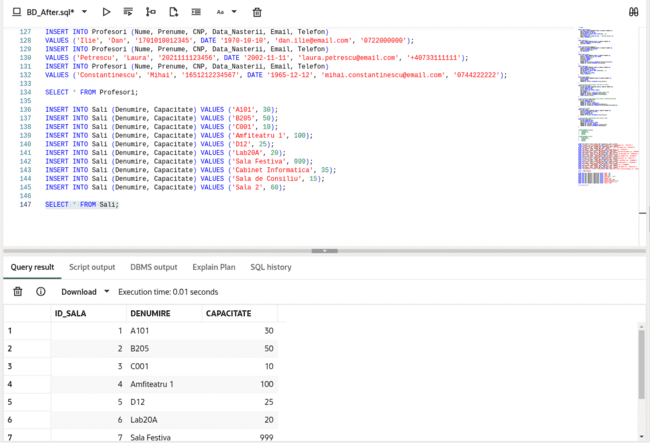 BD_After.sql*
Aa
127 INSERT INTO Profesori (Nume, Prenume, CNP, Data_Nasterii, Email, Telefon)
128 VALUES ('Ilie', 'Dan', '1701010012345', DATE '1970-10-10', 'dan.ilie@email.com', '0722000000');
129 INSERT INTO Profesori (Nume, Prenume, CNP, Data_Nasterii, Email, Telefon)
130 VALUES ('Petrescu', 'Laura', '2021111123456', DATE '2002-11-11', 'laura.petrescu@email.com', '+40733111111');
131 INSERT INTO Profesori (Nume, Prenume, CNP, Data_Nasterii, Email, Telefon)
132 VALUES ('Constantinescu', 'Mihai', '1651212234567', DATE '1965-12-12', 'mihai.constantinescu@email.com', '0744222222');
133
134 SELECT * FROM Profesori;
135
136 INSERT INTO Sali (Denumire, Capacitate) VALUES ('A101', 30);
137 INSERT INTO Sali (Denumire, Capacitate) VALUES ('B205', 50);
138 INSERT INTO Sali (Denumire, Capacitate) VALUES ('C001', 10);
139 INSERT INTO Sali (Denumire, Capacitate) VALUES ('Amfiteatru 1', 100);
140 INSERT INTO Sali (Denumire, Capacitate) VALUES ('D12', 25);
141 INSERT INTO Sali (Denumire, Capacitate) VALUES ('Lab20A', 20);
142 INSERT INTO Sali (Denumire, Capacitate) VALUES ('Sala Festiva', 999);
143 INSERT INTO Sali (Denumire, Capacitate) VALUES ('Cabinet Informatica', 35);
144 INSERT INTO Sali (Denumire, Capacitate) VALUES ('Sala de Consiliu', 15);
145 INSERT INTO Sali (Denumire, Capacitate) VALUES ('Sala 2', 60);
146
147 SELECT * FROM Sali;
Query result Script output DBMS output Explain Plan SQL history
Download Execution time: 0.01 seconds
ID_SALA DENUMIRE CAPACITATE
1 1 A101 30
2 2 B205 50
3 3 C001 10
4 4 Amfiteatru 1 100
5 5 D12 25
6 6 Lab20A 20
7 7 Sala Festiva 999